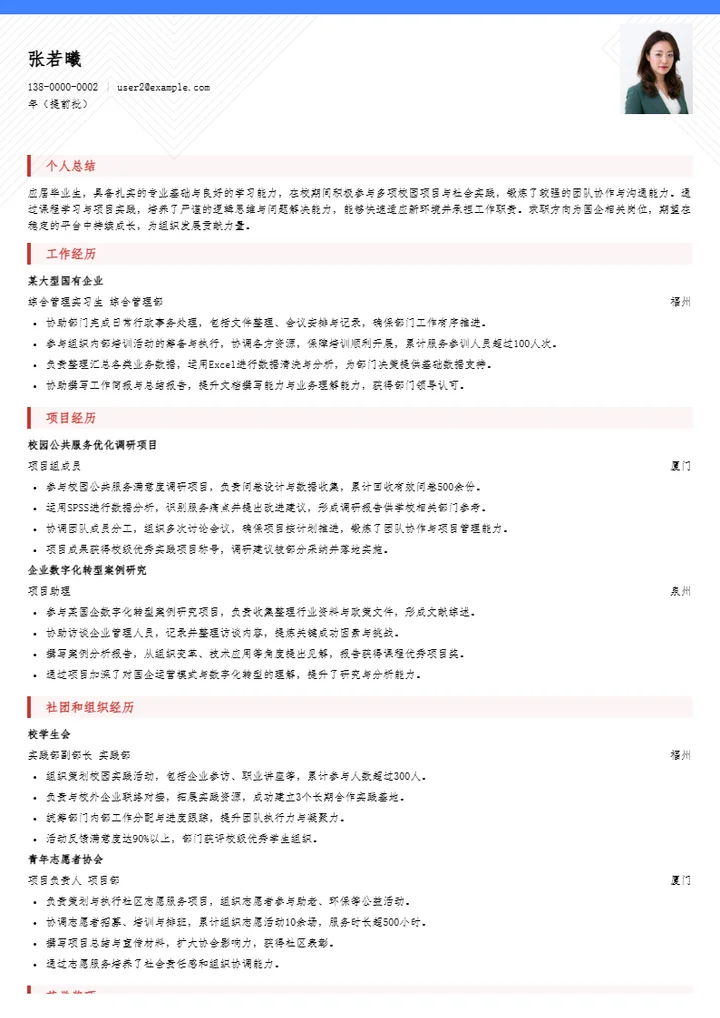 张若曦
138-0000-0002 | user2@example.com
年（提前批）
个人总结
应届毕业生，具备扎实的专业基础与良好的学习能力，在校期间积极参与多项校园项目与社会实践，锻炼了较强的团队协作与沟通能力。通
过课程学习与项目实践，培养了严谨的逻辑思维与问题解决能力，能够快速适应新环境并承担工作职责。求职方向为国企相关岗位，期望在
稳定的平台中持续成长，为组织发展贡献力量。
工作经历
某大型国有企业
综合管理实习生 综合管理部 福州
• 协助部门完成日常行政事务处理，包括文件整理、会议安排与记录，确保部门工作有序推进。
• 参与组织内部培训活动的筹备与执行，协调各方资源，保障培训顺利开展，累计服务参训人员超过100人次。
• 负责整理汇总各类业务数据，运用Excel进行数据清洗与分析，为部门决策提供基础数据支持。
• 协助撰写工作简报与总结报告，提升文档撰写能力与业务理解能力，获得部门领导认可。
项目经历
校园公共服务优化调研项目
项目组成员 厦门
• 参与校园公共服务满意度调研项目，负责问卷设计与数据收集，累计回收有效问卷500余份。
• 运用SPSS进行数据分析，识别服务痛点并提出改进建议，形成调研报告供学校相关部门参考。
• 协调团队成员分工，组织多次讨论会议，确保项目按计划推进，锻炼了团队协作与项目管理能力。
• 项目成果获得校级优秀实践项目称号，调研建议被部分采纳并落地实施。
企业数字化转型案例研究
项目助理 泉州
• 参与某国企数字化转型案例研究项目，负责收集整理行业资料与政策文件，形成文献综述。
• 协助访谈企业管理人员，记录并整理访谈内容，提炼关键成功因素与挑战。
• 撰写案例分析报告，从组织变革、技术应用等角度提出见解，报告获得课程优秀项目奖。
• 通过项目加深了对国企运营模式与数字化转型的理解，提升了研究与分析能力。
社团和组织经历
校学生会
实践部副部长 实践部 福州
• 组织策划校园实践活动，包括企业参访、职业讲座等，累计参与人数超过300人。
• 负责与校外企业联络对接，拓展实践资源，成功建立3个长期合作实践基地。
• 统筹部门内部工作分配与进度跟踪，提升团队执行力与凝聚力。
• 活动反馈满意度达90%以上，部门获评校级优秀学生组织。
青年志愿者协会
项目负责人 项目部 厦门
• 负责策划与执行社区志愿服务项目，组织志愿者参与助老、环保等公益活动。
• 协调志愿者招募、培训与排班，累计组织志愿活动10余场，服务时长超500小时。
• 撰写项目总结与宣传材料，扩大协会影响力，获得社区表彰。
• 通过志愿服务培养了社会责任感和组织协调能力。